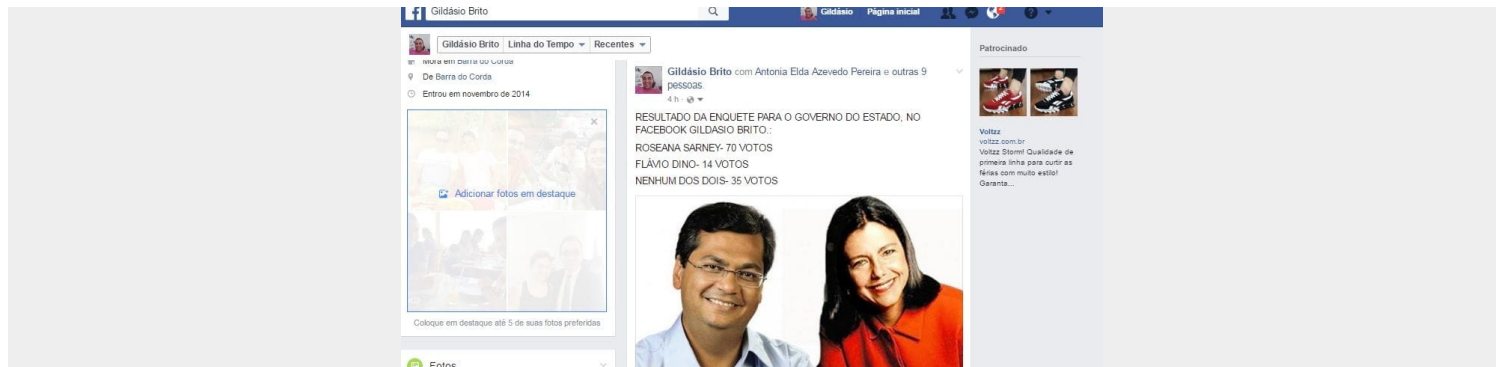 Gildásio Brito
Gildásio Página inicial
Gildásio Brito Linha do Tempo Recentes
Mora em Barra do Corda
De Barra do Corda
Entrou em novembro de 2014
Adicionar fotos em destaque
Coloque em destaque até 5 de suas fotos preferidas
Fotos
Gildásio Brito com Antonia Elda Azevedo Pereira e outras 9
pessoas.
4 h
RESULTADO DA ENQUETE PARA O GOVERNO DO ESTADO, NO
FACEBOOK GILDASIO BRITO.:
ROSEANA SARNEY- 70 VOTOS
FLÁVIO DINO- 14 VOTOS
NENHUM DOS DOIS- 35 VOTOS
Patrocinado
Voltzz
voltzz.com.br
Voltzz Storm! Qualidade de
primeira linha para curtir as
férias com muito estilo!
Garanta...